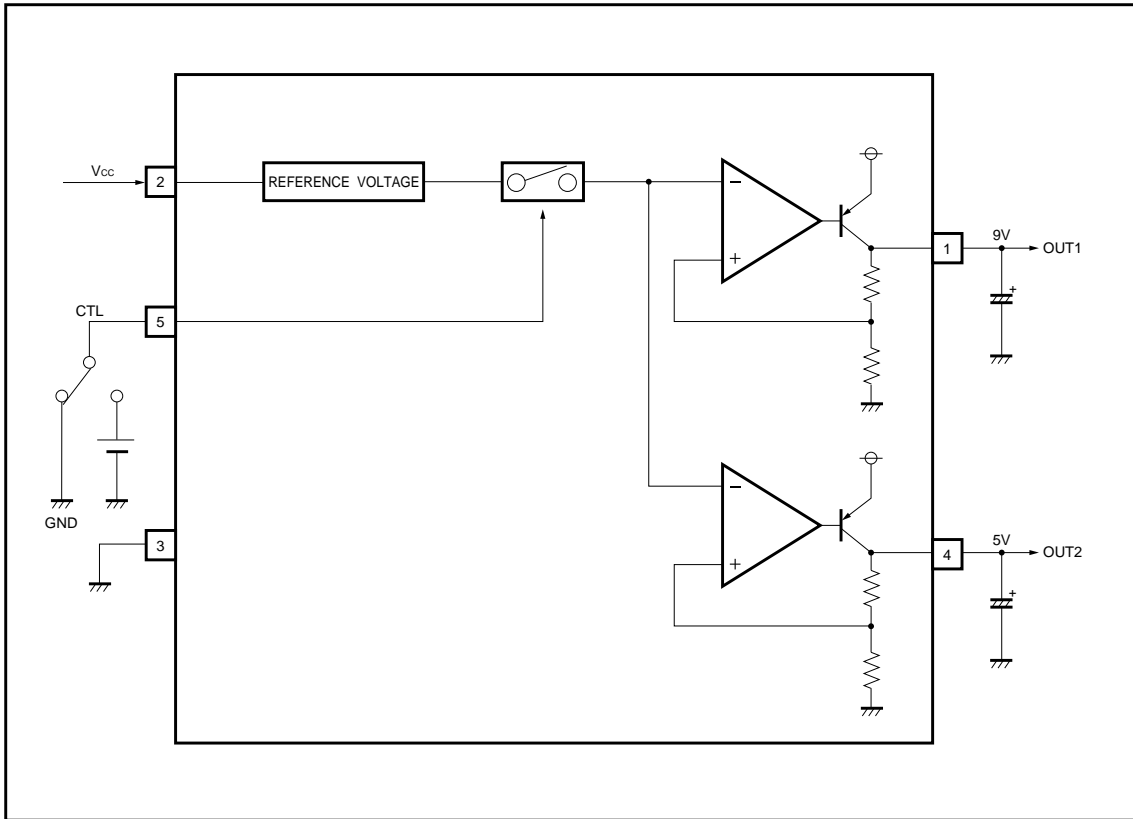 Vcc
2
REFERENCE VOLTAGE
−
+
1
9V
OUT1
+
CTL
5
GND
3
−
+
4
5V
OUT2
+